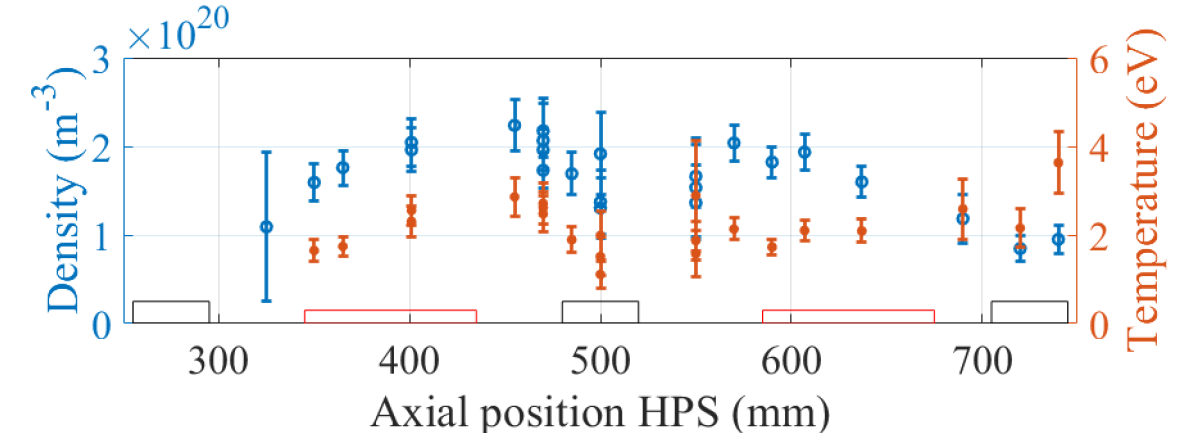 ×10^20
Density (m^-3)
3
2
1
0
6
4
2
0
Temperature (eV)
300 400 500 600 700
Axial position HPS (mm)